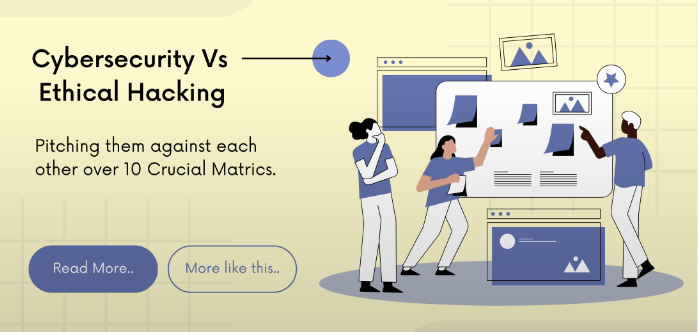 Cybersecurity Vs
Ethical Hacking
Pitching them against each
other over 10 Crucial Matrics.
Read More..
More like this..